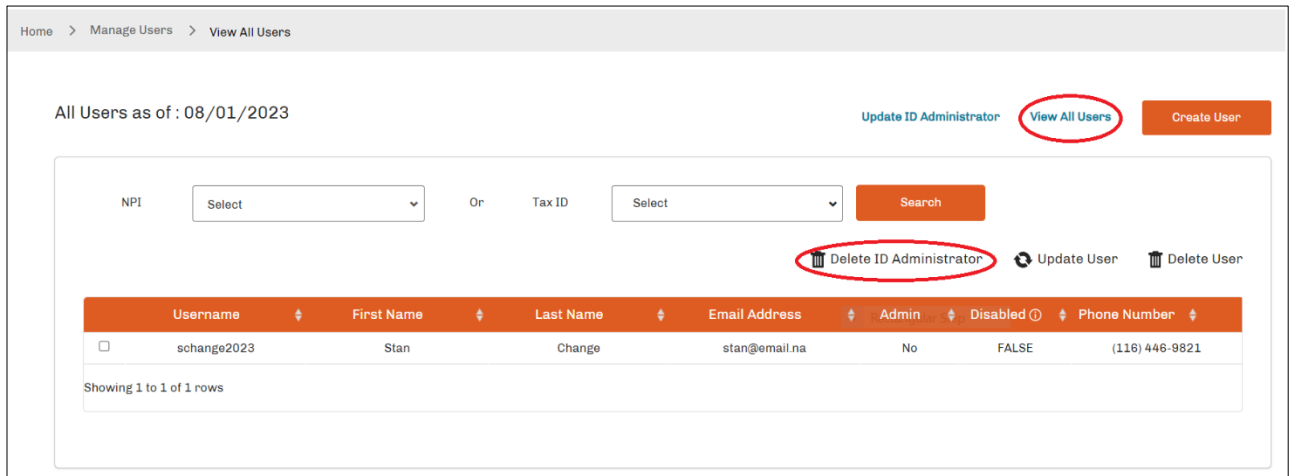 Home > Manage Users > View All Users
All Users as of : 08/01/2023
Update ID Administrator View All Users Create User
NPI Select Or Tax ID Select Search
Delete ID Administrator Update User Delete User
Username First Name Last Name Email Address Admin Disabled Phone Number
schange2023 Stan Change stan@email.na No FALSE (116) 446-9821
Showing 1 to 1 of 1 rows